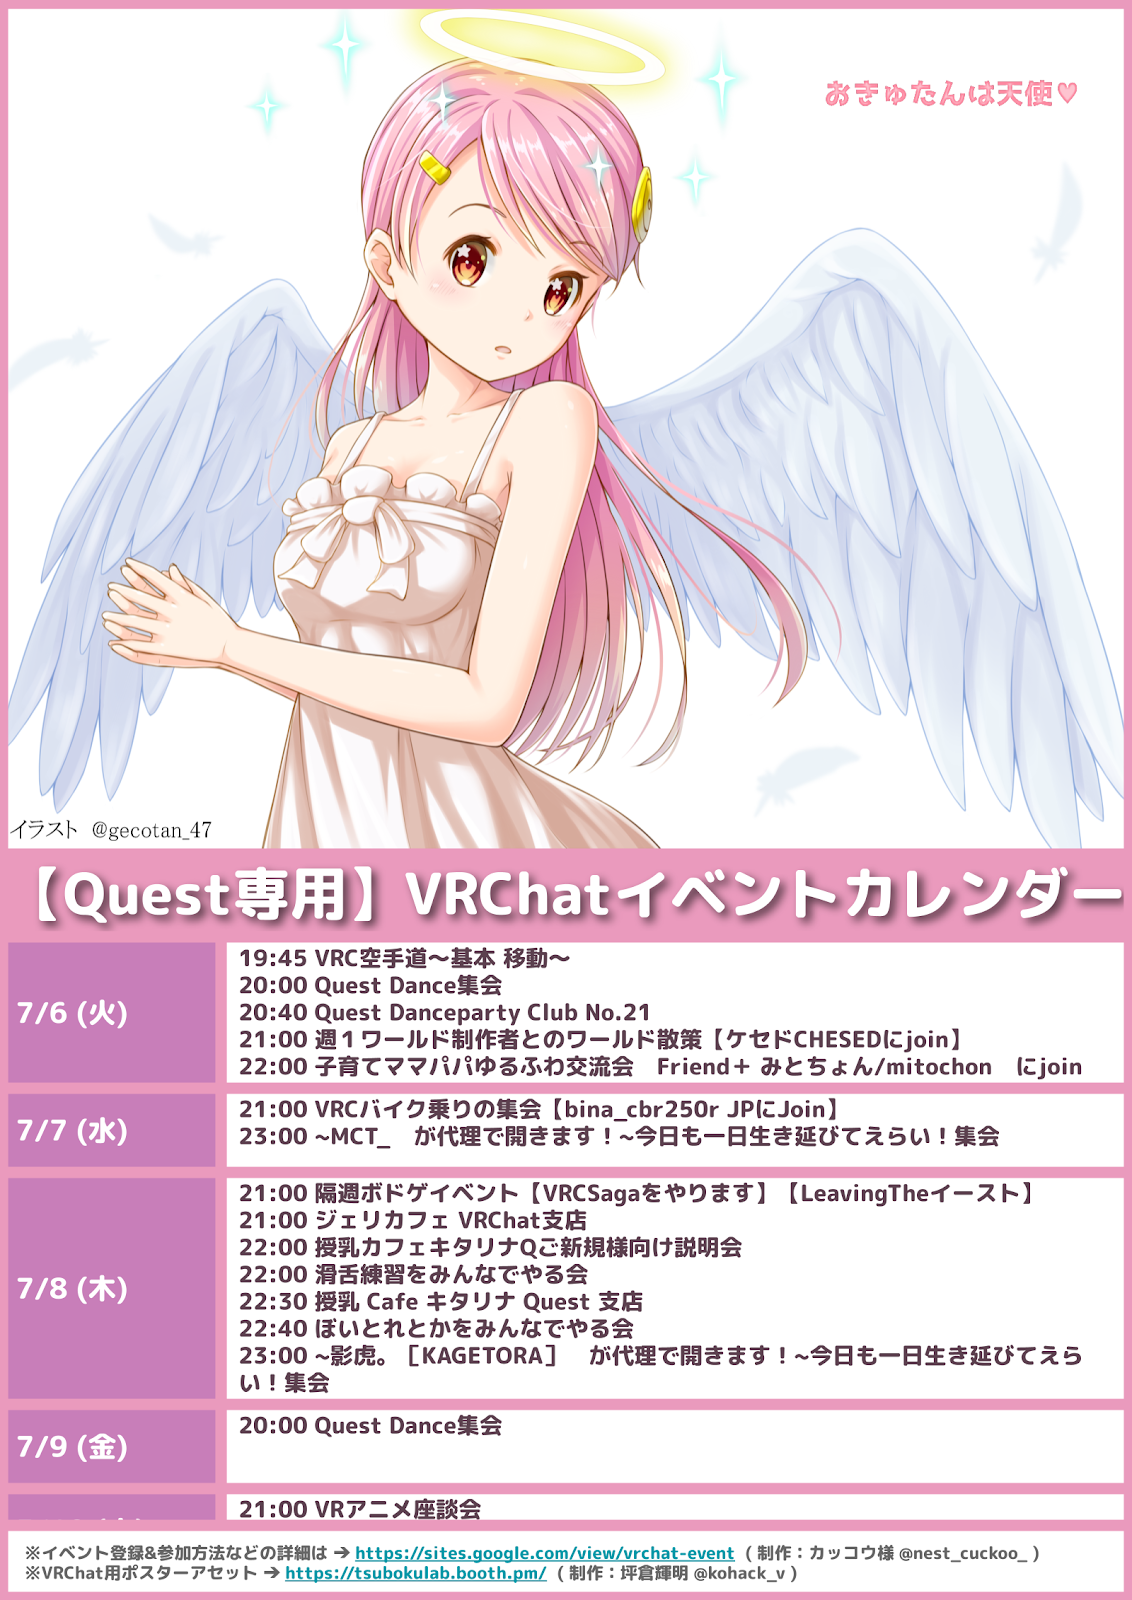 おきゅたんは天使♥
イラスト @gecotan_47
【Quest専用】VRChatイベントカレンダー
7/6 (火)
19:45 VRC空手道～基本 移動～
20:00 Quest Dance集会
20:40 Quest Danceparty Club No.21
21:00 週１ワールド制作者とのワールド散策【ケセドCHESEDにjoin】
22:00 子育てママパパゆるふわ交流会　Friend＋ みとちょん/mitochon　にjoin
7/7 (水)
21:00 VRCバイク乗りの集会【bina_cbr250r JPにJoin】
23:00 ~MCT_　が代理で開きます！~今日も一日生き延びてえらい！集会
7/8 (木)
21:00 隔週ボドゲイベント【VRCSagaをやります】【LeavingTheイースト】
21:00 ジェリカフェ VRChat支店
22:00 授乳カフェキタリナQご新規様向け説明会
22:00 滑舌練習をみんなでやる会
22:30 授乳 Cafe キタリナ Quest 支店
22:40 ぼいとれとかをみんなでやる会
23:00 ~影虎。［KAGETORA］　が代理で開きます！~今日も一日生き延びてえら
い！集会
7/9 (金)
20:00 Quest Dance集会
21:00 VRアニメ座談会
※イベント登録&参加方法などの詳細は → https://sites.google.com/view/vrchat-event ( 制作：カッコウ様 @nest_cuckoo_ )
※VRChat用ポスターアセット → https://tsubokulab.booth.pm/ ( 制作：坪倉輝明 @kohack_v )